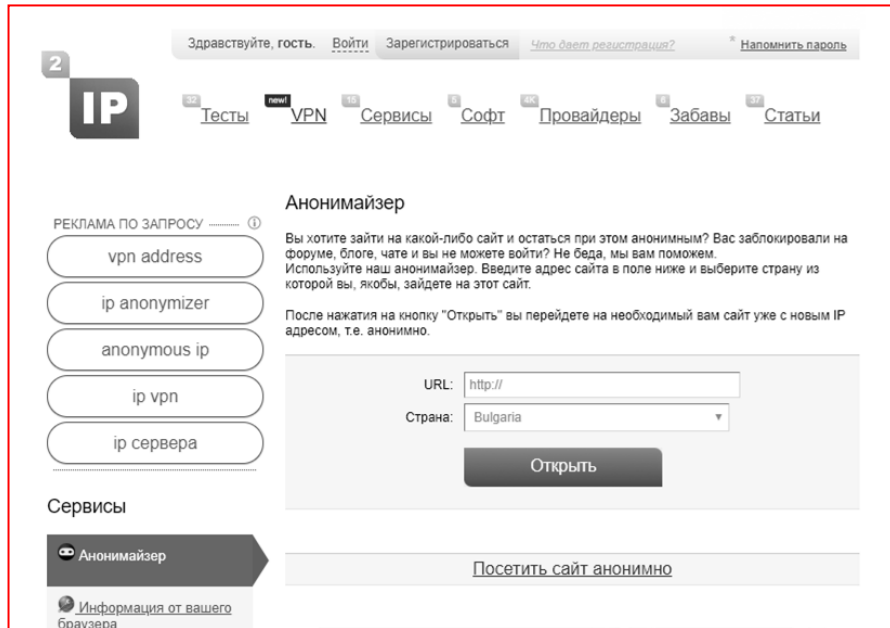 Здравствуйте, гость. Войти Зарегистрироваться Что дает регистрация? * Напомнить пароль
2
IP
32 Тесты new! VPN 15 Сервисы 5 Софт 4K Провайдеры 6 Забавы 37 Статьи
РЕКЛАМА ПО ЗАПРОСУ
vpn address
ip anonymizer
anonymous ip
ip vpn
ip сервера
Сервисы
Анонимайзер
Информация от вашего
браузера
Анонимайзер
Вы хотите зайти на какой-либо сайт и остаться при этом анонимным? Вас заблокировали на
форуме, блоге, чате и вы не можете войти? Не беда, мы вам поможем.
Используйте наш анонимайзер. Введите адрес сайта в поле ниже и выберите страну из
которой вы, якобы, зайдете на этот сайт.
После нажатия на кнопку "Открыть" вы перейдете на необходимый вам сайт уже с новым IP
адресом, т.е. анонимно.
URL: http://
Страна: Bulgaria
Открыть
Посетить сайт анонимно